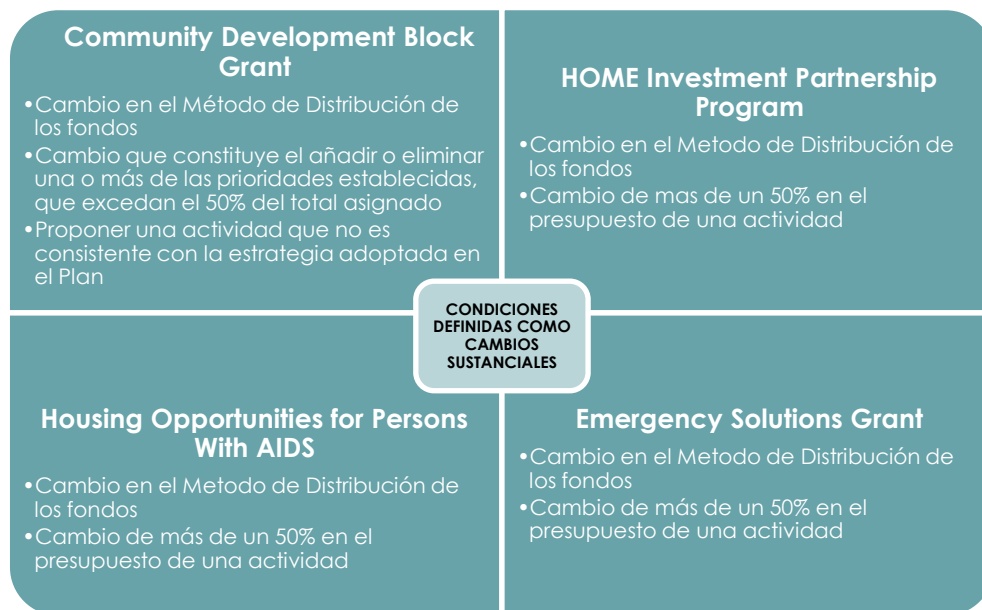 Community Development Block
Grant
•Cambio en el Método de Distribución de
los fondos
•Cambio que constituye el añadir o eliminar
una o más de las prioridades establecidas,
que excedan el 50% del total asignado
•Proponer una actividad que no es
consistente con la estrategia adoptada en
el Plan
HOME Investment Partnership
Program
•Cambio en el Metodo de Distribución de
los fondos
•Cambio de mas de un 50% en el
presupuesto de una actividad
CONDICIONES
DEFINIDAS COMO
CAMBIOS
SUSTANCIALES
Housing Opportunities for Persons
With AIDS
•Cambio en el Metodo de Distribución de
los fondos
•Cambio de más de un 50% en el
presupuesto de una actividad
Emergency Solutions Grant
•Cambio en el Metodo de Distribución de
los fondos
•Cambio de más de un 50% en el
presupuesto de una actividad